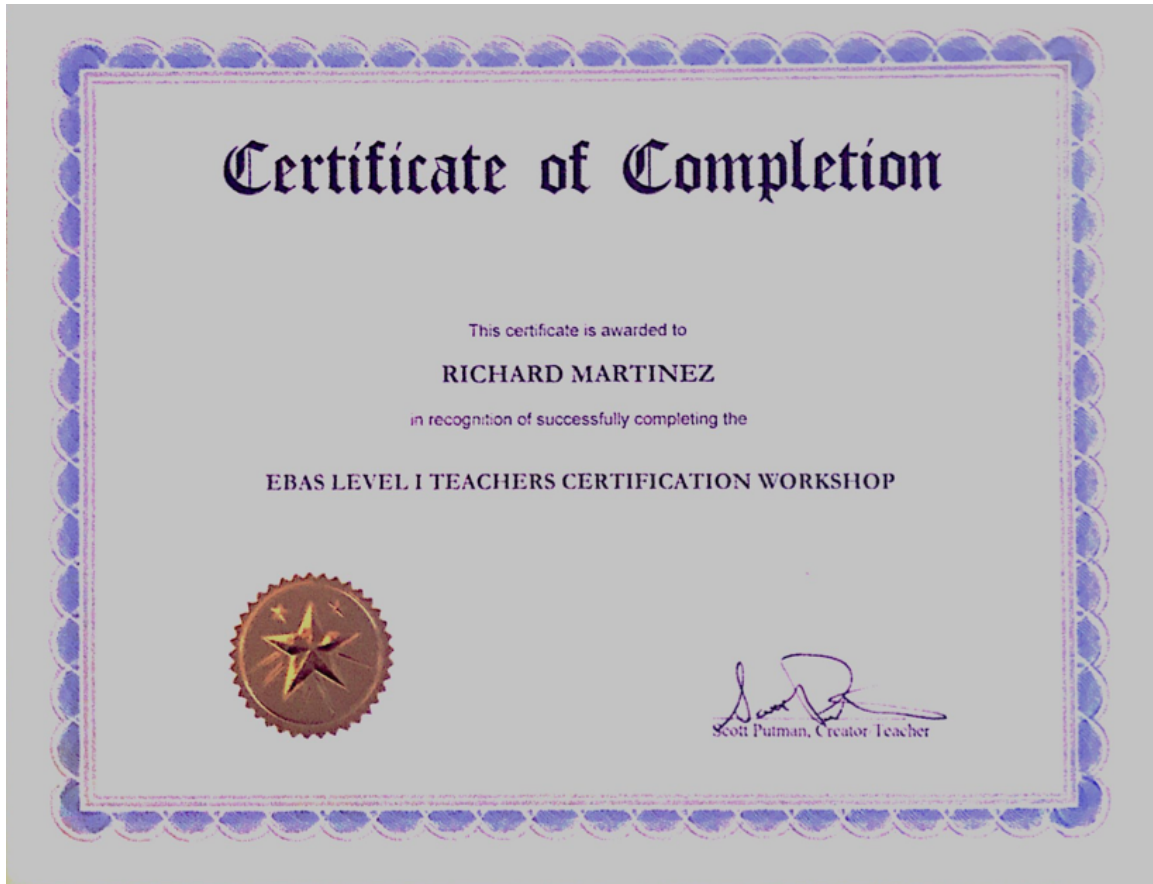 Certificate of Completion
This certificate is awarded to
RICHARD MARTINEZ
in recognition of successfully completing the
EBAS LEVEL I TEACHERS CERTIFICATION WORKSHOP
Scott Putman, Creator/Teacher